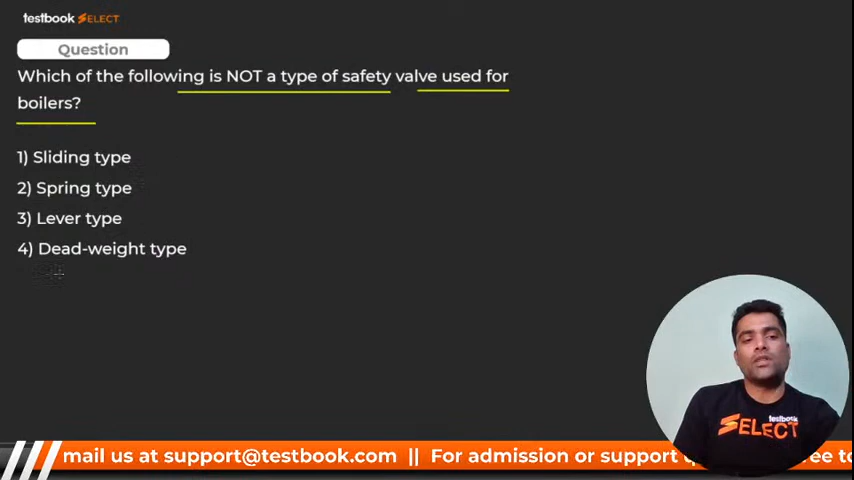 testbook SELECT
Question
Which of the following is NOT a type of safety valve used for
boilers?
1) Sliding type
2) Spring type
3) Lever type
4) Dead-weight type
testbook
SELECT
mail us at support@testbook.com || For admission or support